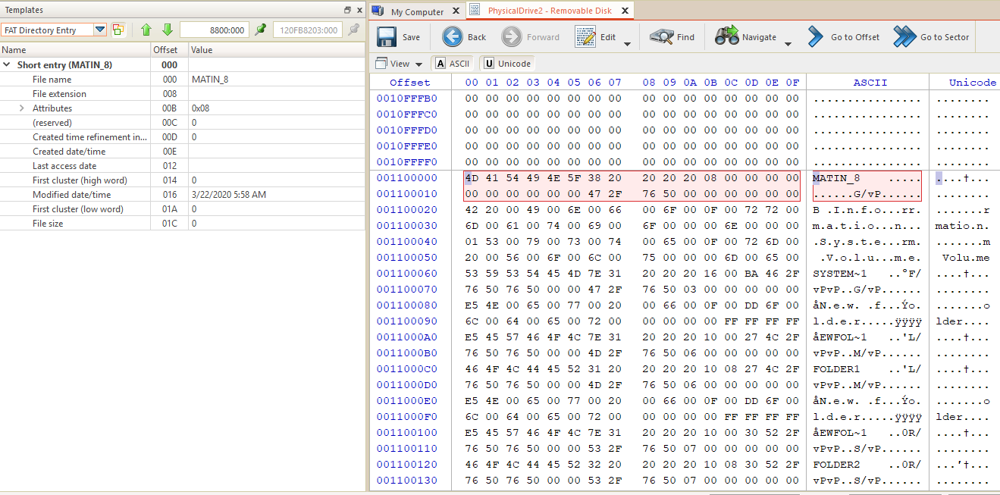 Templates
FAT Directory Entry 8800:000 120FB8203:000
Name Offset Value
Short entry (MATIN_8) 000
File name 000 MATIN_8
File extension 008
Attributes 00B 0x08
(reserved) 00C 0
Created time refinement in... 00D 0
Created date/time 00E
Last access date 012
First cluster (high word) 014 0
Modified date/time 016 3/22/2020 5:58 AM
First cluster (low word) 01A 0
File size 01C 0
My Computer X PhysicalDrive2 - Removable Disk X
Save Back Forward Edit Find Navigate Go to Offset Go to Sector
View A ASCII U Unicode
Offset 00 01 02 03 04 05 06 07 08 09 0A 0B 0C 0D 0E 0F ASCII Unicode
0010FFFB0 00 00 00 00 00 00 00 00 00 00 00 00 00 00 00 00 ................ ........
0010FFFC0 00 00 00 00 00 00 00 00 00 00 00 00 00 00 00 00 ................ ........
0010FFFD0 00 00 00 00 00 00 00 00 00 00 00 00 00 00 00 00 ................ ........
0010FFFE0 00 00 00 00 00 00 00 00 00 00 00 00 00 00 00 00 ................ ........
0010FFFF0 00 00 00 00 00 00 00 00 00 00 00 00 00 00 00 00 ................ ........
001100000 4D 41 54 49 4E 5F 38 20 20 20 20 08 00 00 00 00 MATIN_8    ..... ....†...
001100010 00 00 00 00 00 00 47 2F 76 50 00 00 00 00 00 00 ......G/vP...... ........
001100020 42 20 00 49 00 6E 00 66 00 6F 00 0F 00 72 72 00 B .I.n.f.o...rr. .......r
001100030 6D 00 61 00 74 00 69 00 6F 00 00 00 6E 00 00 00 m.a.t.i.o...n... matio.n.
001100040 01 53 00 79 00 73 00 74 00 65 00 0F 00 72 6D 00 .S.y.s.t.e...rm. .......m
001100050 20 00 56 00 6F 00 6C 00 75 00 00 00 6D 00 65 00  .V.o.l.u...m.e. Volu.me
001100060 53 59 53 54 45 4D 7E 31 20 20 20 16 00 BA 46 2F SYSTEM~1   ..ºF/ ....†...
001100070 76 50 76 50 00 00 47 2F 76 50 03 00 00 00 00 00 vPvP..G/vP...... ........
001100080 E5 4E 00 65 00 77 00 20 00 66 00 0F 00 DD 6F 00 åN.e.w. .f...Ýo. .......o
001100090 6C 00 64 00 65 00 72 00 00 00 00 00 FF FF FF FF l.d.e.r.....ÿÿÿÿ lder....
0011000A0 E5 45 57 46 4F 4C 7E 31 20 20 20 10 00 27 4C 2F åEWFOL~1   ..'L/ ....†...
0011000B0 76 50 76 50 00 00 4D 2F 76 50 06 00 00 00 00 00 vPvP..M/vP...... ........
0011000C0 46 4F 4C 44 45 52 31 20 20 20 20 10 08 27 4C 2F FOLDER1    ..'L/ ....†...
0011000D0 76 50 76 50 00 00 4D 2F 76 50 06 00 00 00 00 00 vPvP..M/vP...... ........
0011000E0 E5 4E 00 65 00 77 00 20 00 66 00 0F 00 DD 6F 00 åN.e.w. .f...Ýo. .......o
0011000F0 6C 00 64 00 65 00 72 00 00 00 00 00 FF FF FF FF l.d.e.r.....ÿÿÿÿ lder....
001100100 E5 45 57 46 4F 4C 7E 31 20 20 20 10 00 30 52 2F åEWFOL~1   ..0R/ ....†...
001100110 76 50 76 50 00 00 53 2F 76 50 07 00 00 00 00 00 vPvP..S/vP...... ........
001100120 46 4F 4C 44 45 52 32 20 20 20 20 10 08 30 52 2F FOLDER2    ..0R/ ...'†...
001100130 76 50 76 50 00 00 53 2F 76 50 07 00 00 00 00 00 vPvP..S/vP...... ........